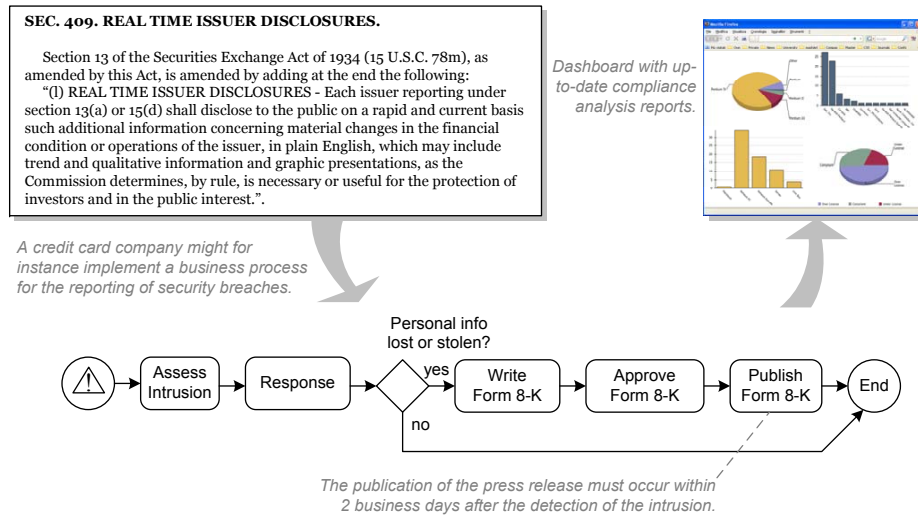 SEC. 409. REAL TIME ISSUER DISCLOSURES.
Section 13 of the Securities Exchange Act of 1934 (15 U.S.C. 78m), as
amended by this Act, is amended by adding at the end the following:
“(l) REAL TIME ISSUER DISCLOSURES - Each issuer reporting under
section 13(a) or 15(d) shall disclose to the public on a rapid and current basis
such additional information concerning material changes in the financial
condition or operations of the issuer, in plain English, which may include
trend and qualitative information and graphic presentations, as the
Commission determines, by rule, is necessary or useful for the protection of
investors and in the public interest.”.
Dashboard with up-
to-date compliance
analysis reports.
A credit card company might for
instance implement a business process
for the reporting of security breaches.
Personal info
lost or stolen?
Assess
Intrusion
Response
yes
no
Write
Form 8-K
Approve
Form 8-K
Publish
Form 8-K
End
The publication of the press release must occur within
2 business days after the detection of the intrusion.